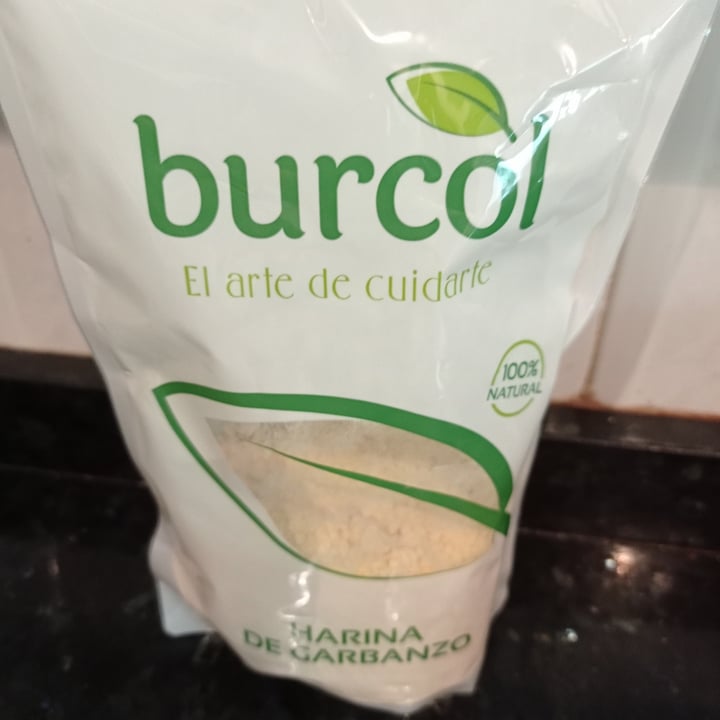 burcol
El arte de cuidarte
100%
NATURAL
HARINA
DE GARBANZO